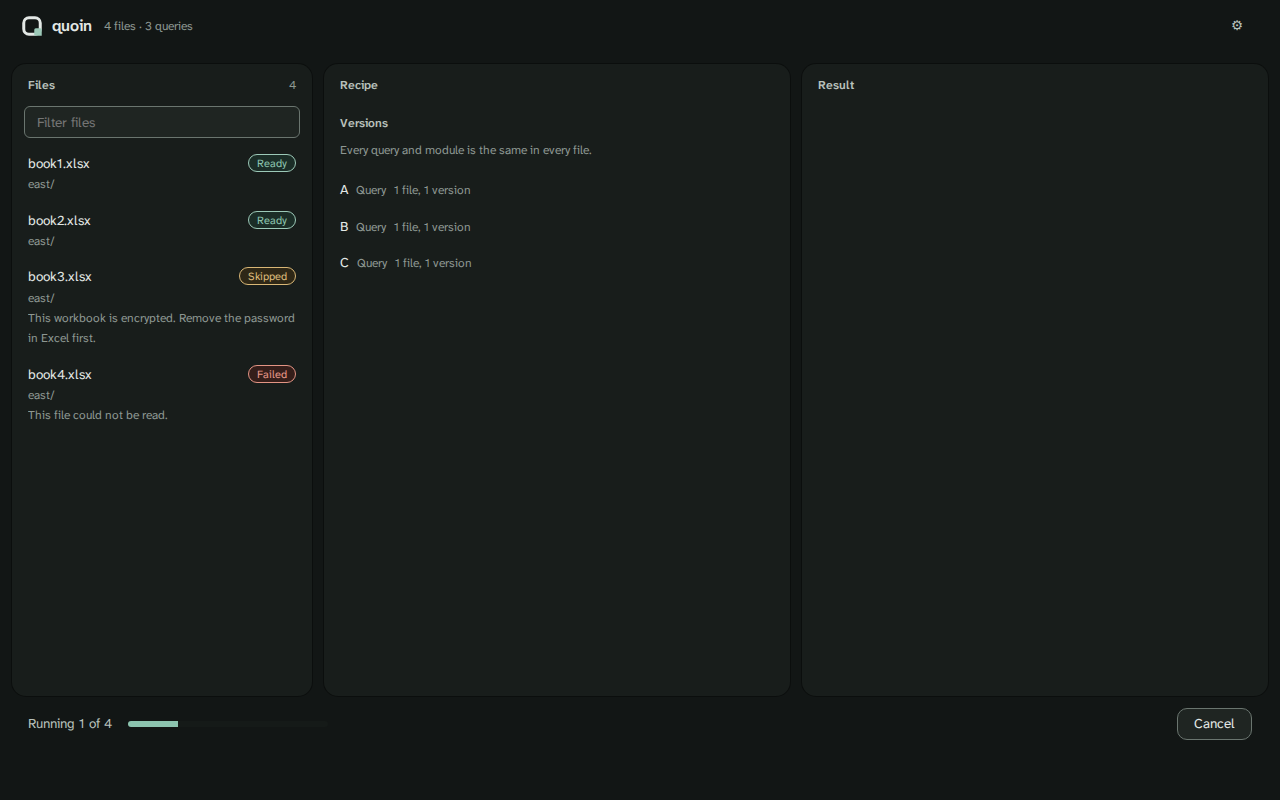 quoin 4 files · 3 queries
Files 4
Filter files
book1.xlsx Ready
east/
book2.xlsx Ready
east/
book3.xlsx Skipped
east/
This workbook is encrypted. Remove the password
in Excel first.
book4.xlsx Failed
east/
This file could not be read.
Recipe
Versions
Every query and module is the same in every file.
A Query 1 file, 1 version
B Query 1 file, 1 version
C Query 1 file, 1 version
Result
Running 1 of 4
Cancel